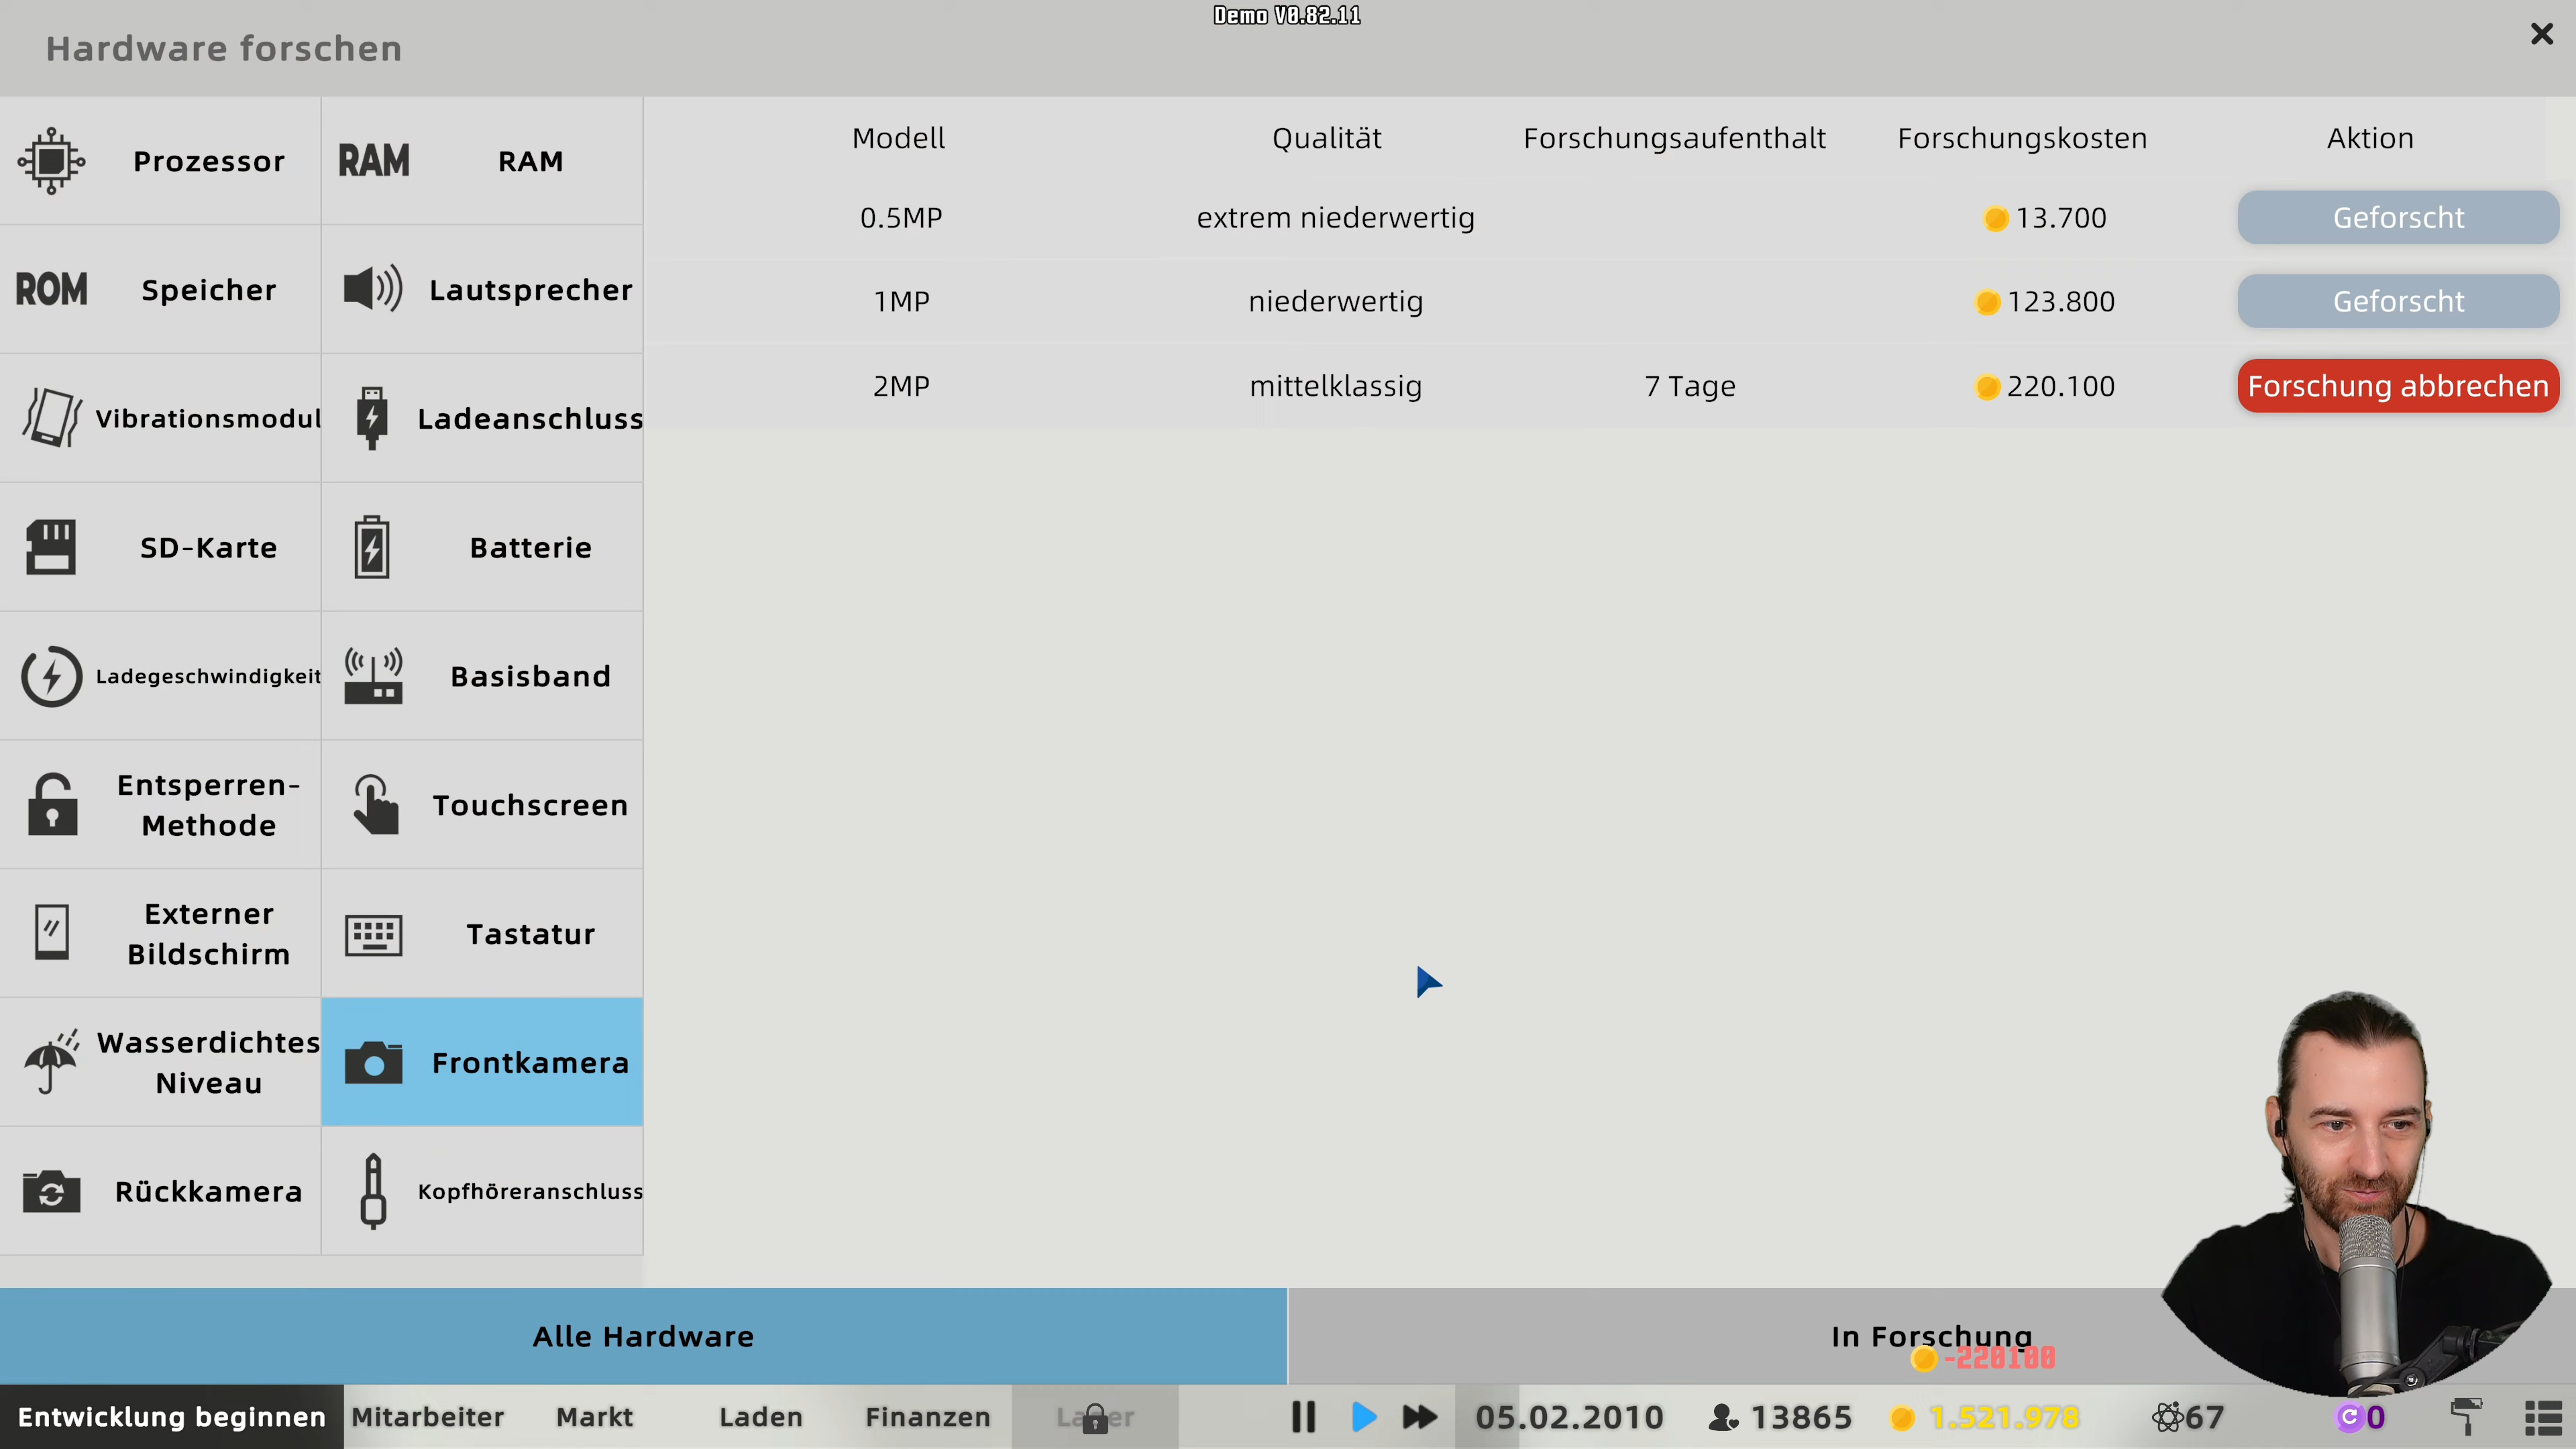 Demo V0.82.11
Hardware forschen
Prozessor
RAM
RAM
ROM
Speicher
Lautsprecher
Vibrationsmodul
Ladeanschluss
SD-Karte
Batterie
Ladegeschwindigkeit
Basisband
Entsperren-
Methode
Touchscreen
Externer
Bildschirm
Tastatur
Wasserdichtes
Niveau
Frontkamera
Rückkamera
Kopfhöreranschluss
Modell
Qualität
Forschungsaufenthalt
Forschungskosten
Aktion
0.5MP
extrem niederwertig
13.700
Geforscht
1MP
niederwertig
123.800
Geforscht
2MP
mittelklassig
7 Tage
220.100
Forschung abbrechen
Alle Hardware
In Forschung
-220100
Entwicklung beginnen
Mitarbeiter
Markt
Laden
Finanzen
05.02.2010
13865
1.521.978
67
0